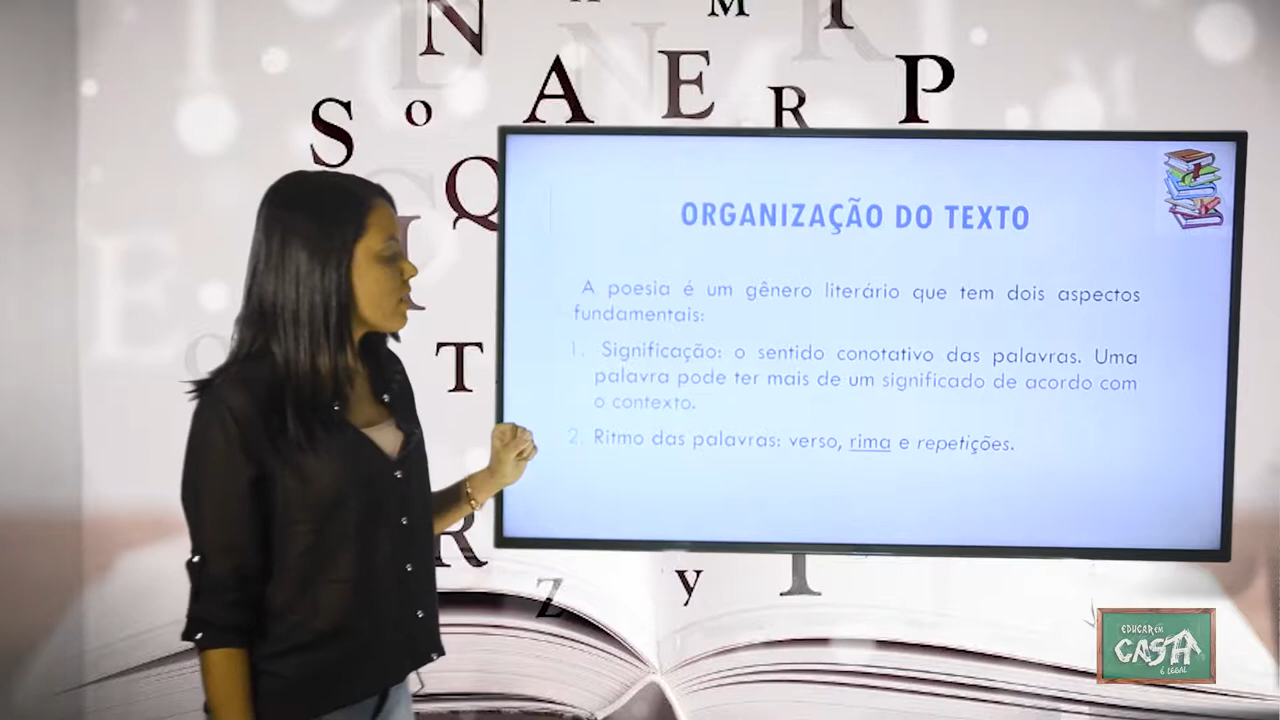 N M I
S o A E R P
Q
ORGANIZAÇÃO DO TEXTO
A poesia é um gênero literário que tem dois aspectos
fundamentais:
1. Significação: o sentido conotativo das palavras. Uma
palavra pode ter mais de um significado de acordo com
o contexto.
2. Ritmo das palavras: verso, rima e repetições.
T
R
z y I
EDUCAR EM
CASA
É LEGAL